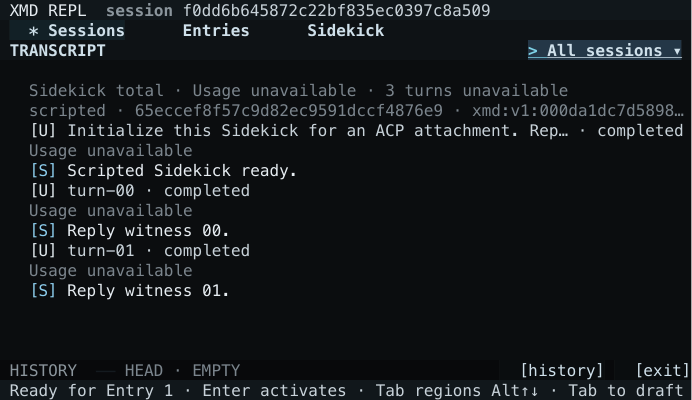 XMD REPL session f0dd6b645872c22bf835ec0397c8a509
* Sessions Entries Sidekick
TRANSCRIPT > All sessions ▾
Sidekick total · Usage unavailable · 3 turns unavailable
scripted · 65eccef8f57c9d82ec9591dccf4876e9 · xmd:v1:000da1dc7d5898…
[U] Initialize this Sidekick for an ACP attachment. Rep… · completed
Usage unavailable
[S] Scripted Sidekick ready.
[U] turn-00 · completed
Usage unavailable
[S] Reply witness 00.
[U] turn-01 · completed
Usage unavailable
[S] Reply witness 01.
HISTORY —— HEAD · EMPTY [history] [exit]
Ready for Entry 1 · Enter activates · Tab regions Alt↑↓ · Tab to draft